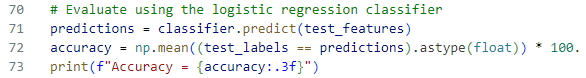 70 # Evaluate using the logistic regression classifier
71 predictions = classifier.predict(test_features)
72 accuracy = np.mean((test_labels == predictions).astype(float)) * 100.
73 print(f"Accuracy = {accuracy:.3f}")